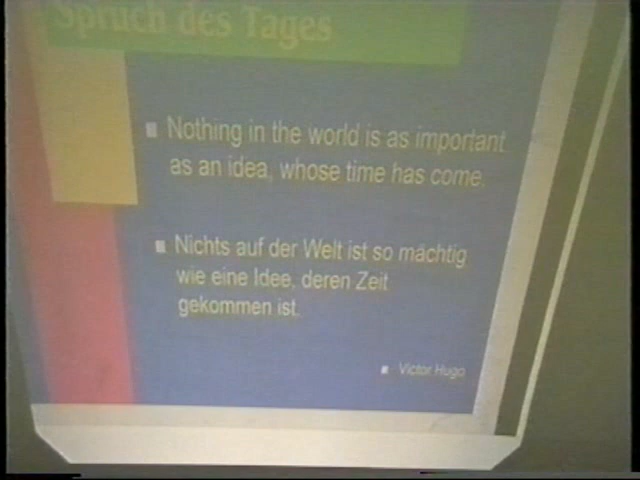 Spruch des Tages
Nothing in the world is as important
as an idea, whose time has come.
Nichts auf der Welt ist so mächtig
wie eine Idee, deren Zeit
gekommen ist.
Victor Hugo